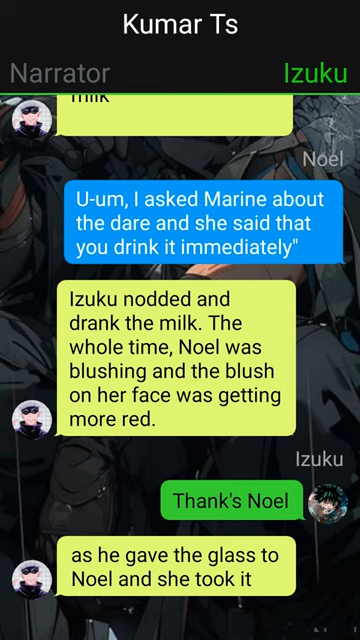 Kumar Ts
Narrator
Izuku
milk
Noel
U-um, I asked Marine about
the dare and she said that
you drink it immediately"
Izuku nodded and
drank the milk. The
whole time, Noel was
blushing and the blush
on her face was getting
more red.
Izuku
Thank's Noel
as he gave the glass to
Noel and she took it